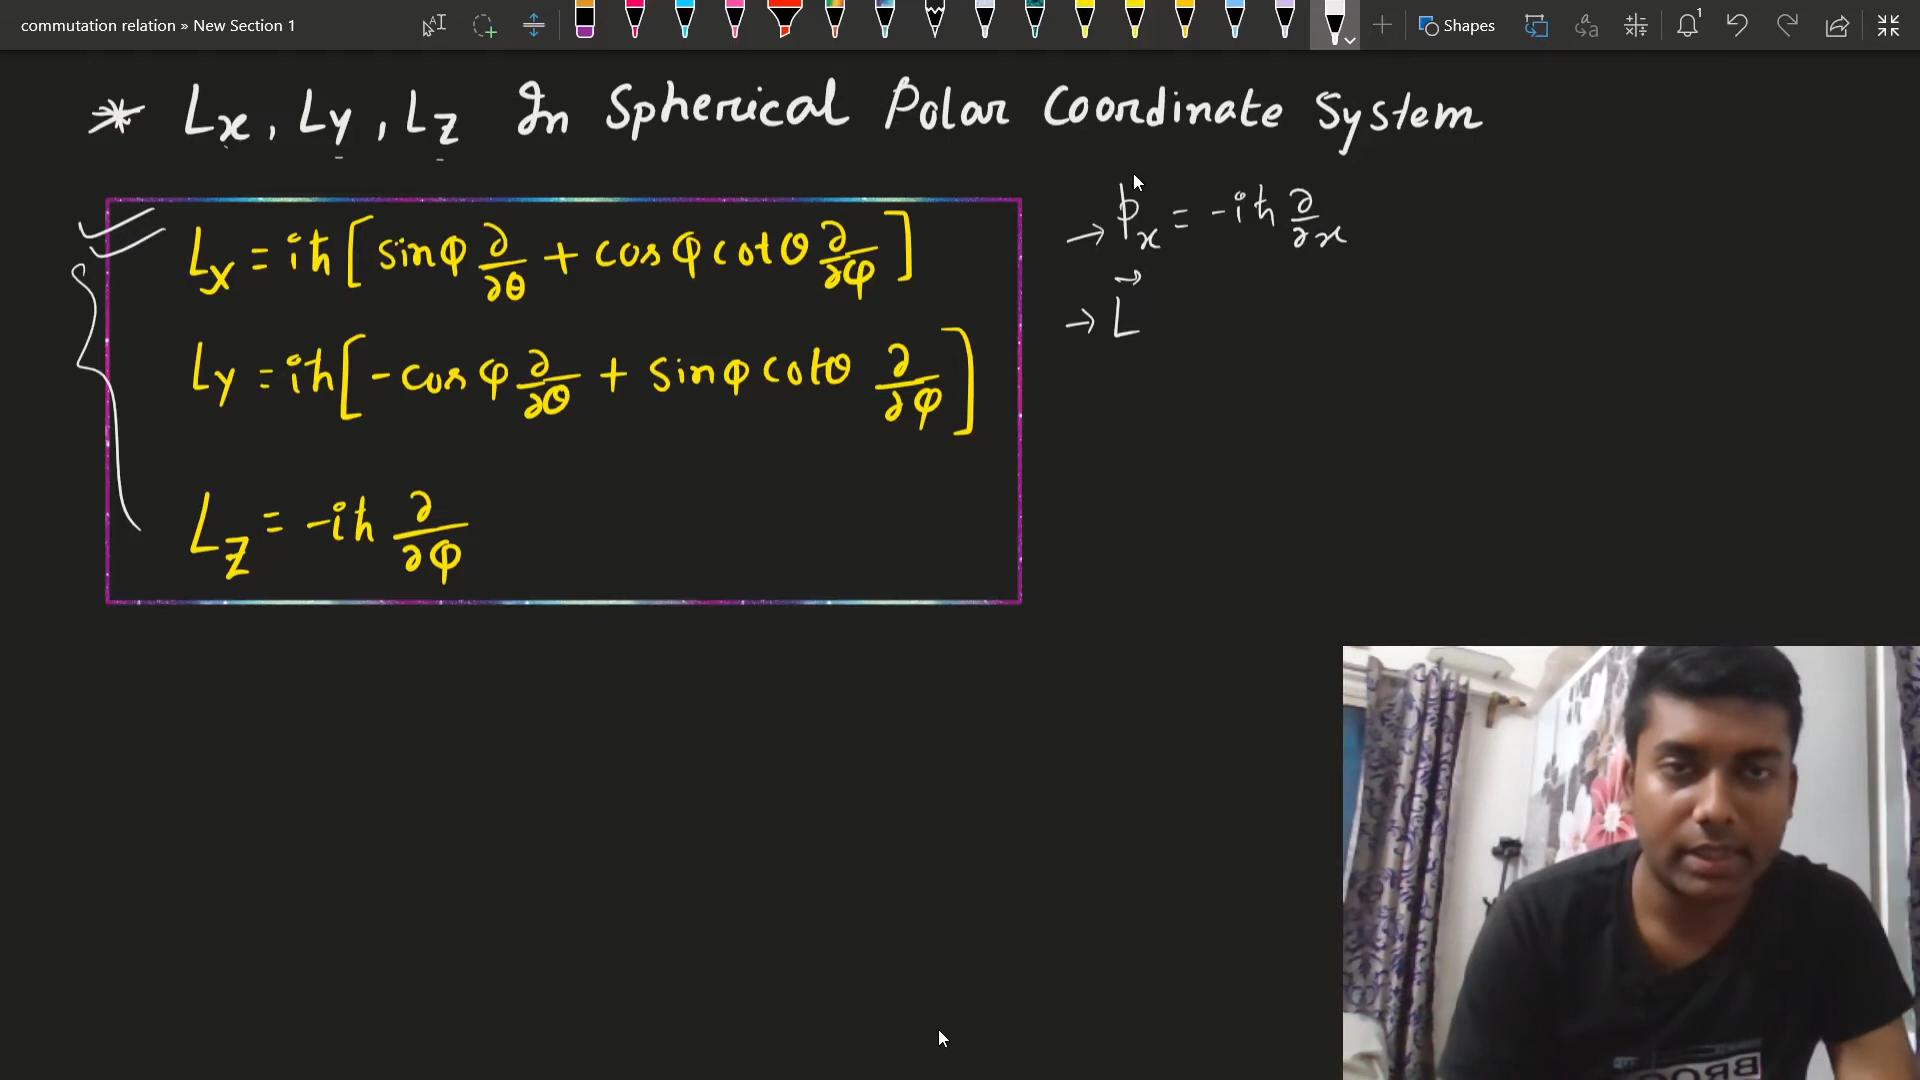 commutation relation » New Section 1
Shapes
1
* Lx, Ly, Lz In Spherical Polar Coordinate System
Lx = iħ [ sinφ ∂/∂θ + cosφ cotθ ∂/∂φ ]
→ px = -iħ ∂/∂x
→ L⃗
Ly = iħ [ -cosφ ∂/∂θ + sinφ cotθ ∂/∂φ ]
Lz = -iħ ∂/∂φ